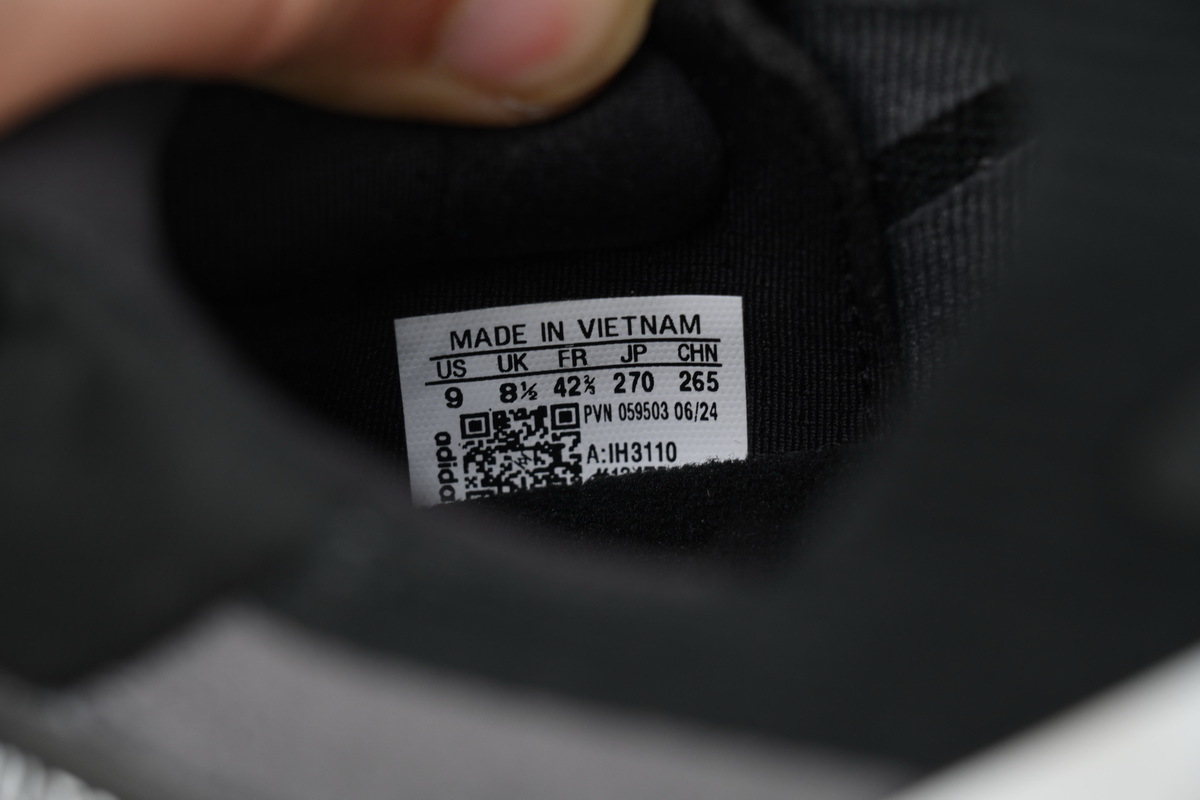 MADE IN VIETNAM
US UK FR JP CHN
9 8½ 42⅔ 270 265
PVN 059503 06/24
A:IH3110
adidas